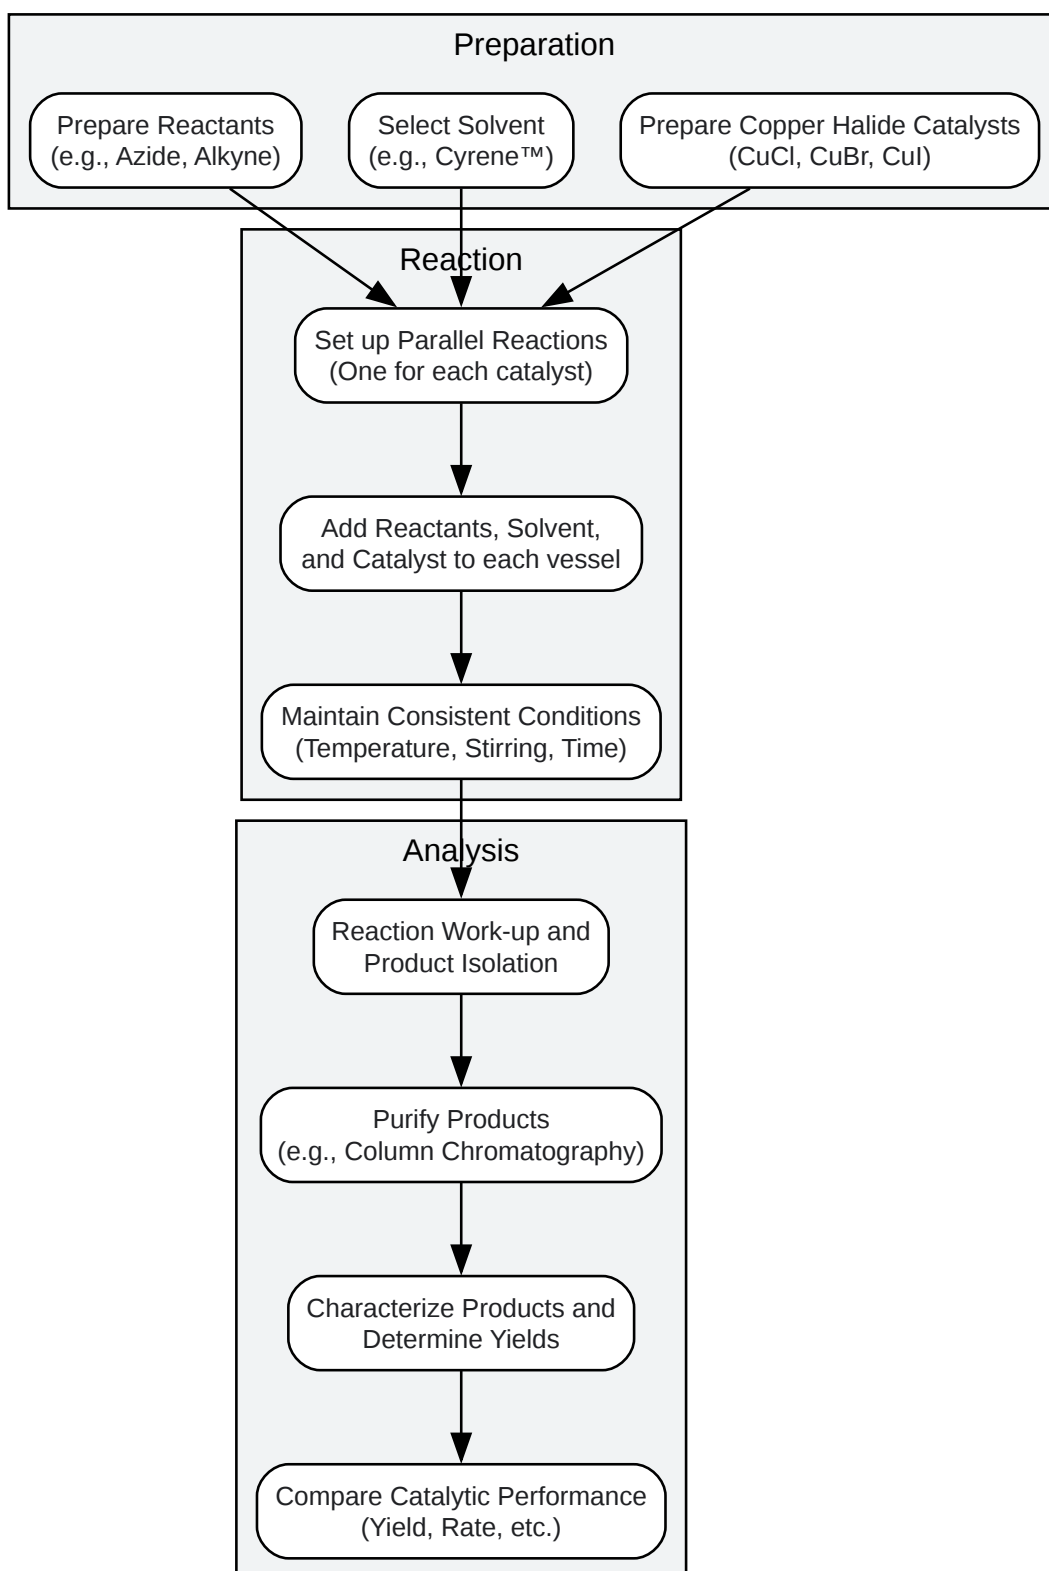 Preparation
Prepare Reactants
(e.g., Azide, Alkyne)
Select Solvent
(e.g., Cyrene™)
Prepare Copper Halide Catalysts
(CuCl, CuBr, CuI)
Reaction
Set up Parallel Reactions
(One for each catalyst)
Add Reactants, Solvent,
and Catalyst to each vessel
Maintain Consistent Conditions
(Temperature, Stirring, Time)
Analysis
Reaction Work-up and
Product Isolation
Purify Products
(e.g., Column Chromatography)
Characterize Products and
Determine Yields
Compare Catalytic Performance
(Yield, Rate, etc.)